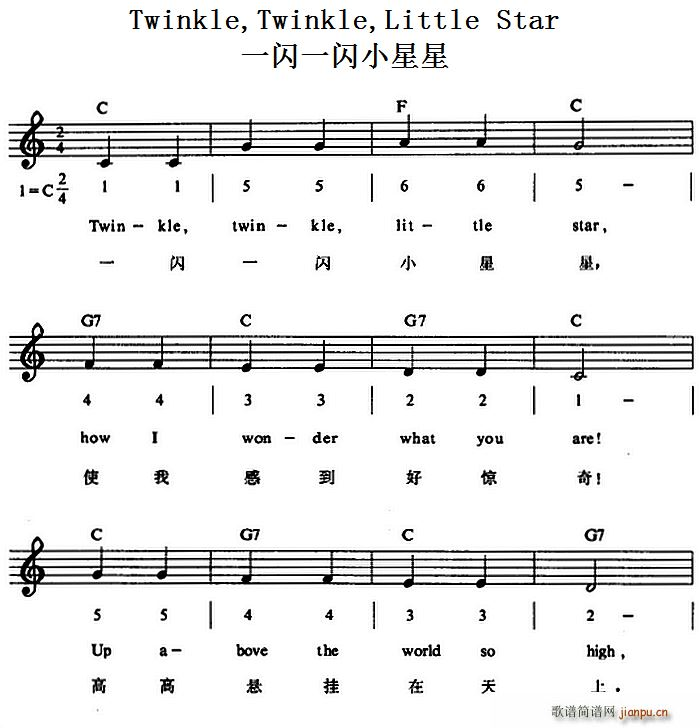 Twinkle,Twinkle,Little Star
一闪一闪小星星
C F C
2/4
1=C 2/4 1 1 | 5 5 | 6 6 | 5 – |
Twin- kle, twin- kle, lit- tle star,
一 闪 一 闪 小 星 星,
G7 C G7 C
4 4 | 3 3 | 2 2 | 1 – |
how I won- der what you are!
使 我 感 到 好 惊 奇!
C G7 C G7
5 5 | 4 4 | 3 3 | 2 – |
Up a- bove the world so high,
高 高 悬 挂 在 天 上。
歌谱简谱网
jianpu.cn